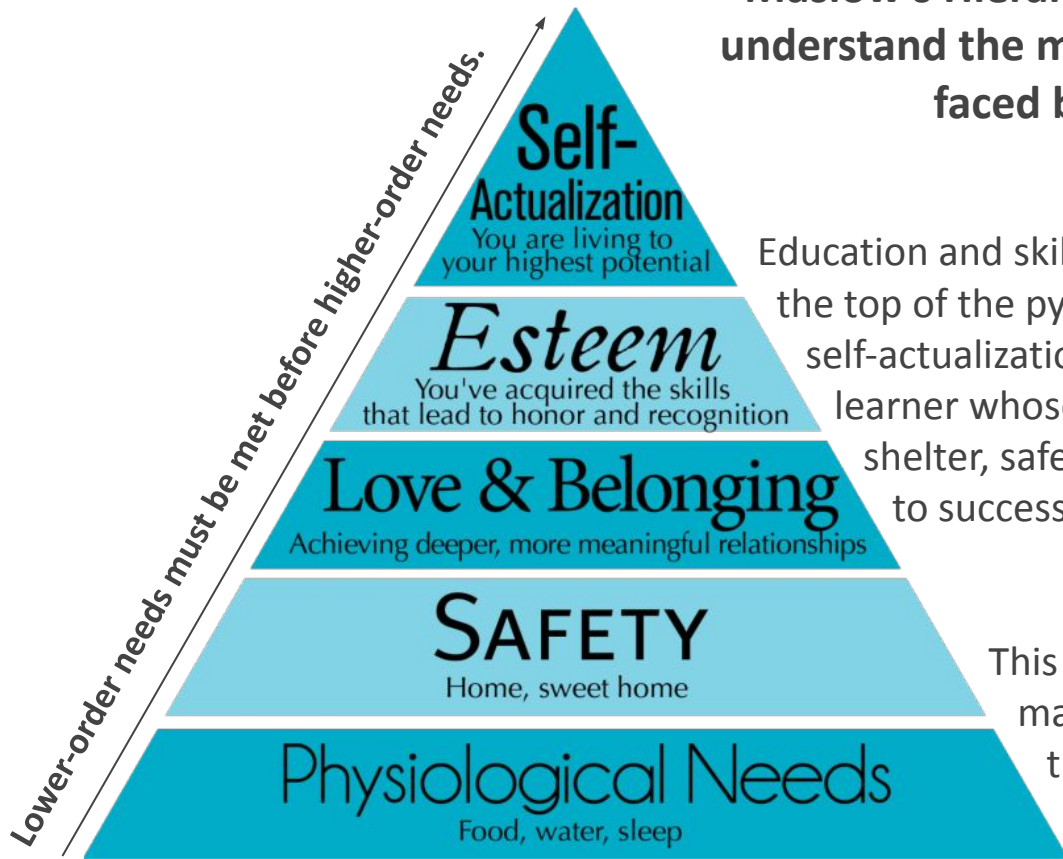 understand the m
faced b
Lower-order needs must be met before higher-order needs.
Self-
Actualization
You are living to
your highest potential
Education and skil
the top of the py
self-actualizatio
learner whose
shelter, safe
to success
Esteem
You've acquired the skills
that lead to honor and recognition
Love & Belonging
Achieving deeper, more meaningful relationships
SAFETY
Home, sweet home
This
ma
t
Physiological Needs
Food, water, sleep